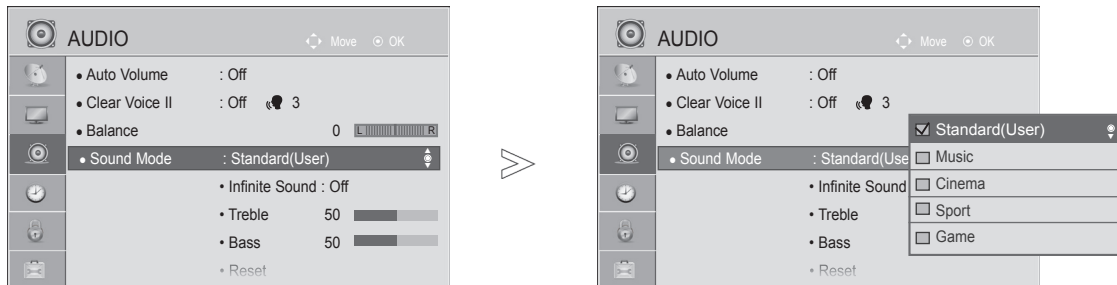 AUDIO
Move OK
• Auto Volume : Off
• Clear Voice II : Off 3
• Balance 0 L R
• Sound Mode : Standard(User)
• Infinite Sound : Off
• Treble 50
• Bass 50
• Reset
AUDIO
Move OK
• Auto Volume : Off
• Clear Voice II : Off 3
• Balance
• Sound Mode : Standard(Use
• Infinite Sound
• Treble
• Bass
• Reset
Standard(User)
Music
Cinema
Sport
Game